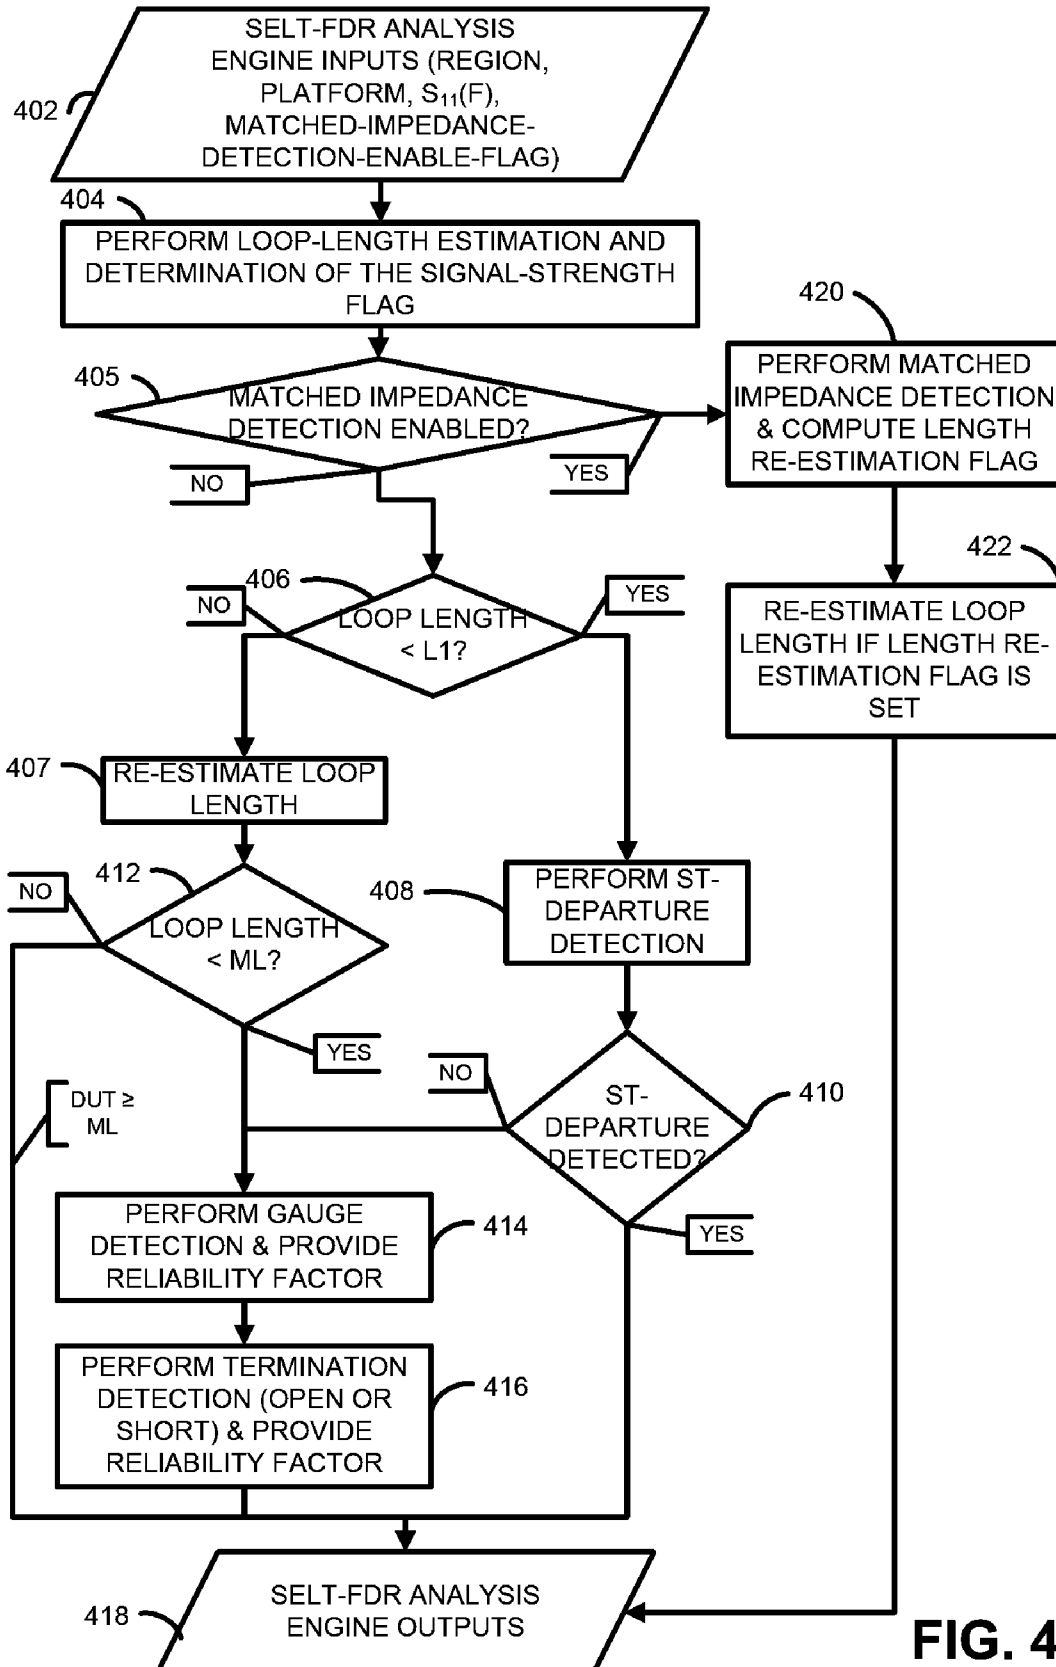 SELT-FDR ANALYSIS
ENGINE INPUTS (REGION,
PLATFORM, S₁₁(F),
MATCHED-IMPEDANCE-
DETECTION-ENABLE-FLAG)
402
404
PERFORM LOOP-LENGTH ESTIMATION AND
DETERMINATION OF THE SIGNAL-STRENGTH
FLAG
405
MATCHED IMPEDANCE
DETECTION ENABLED?
NO
YES
420
PERFORM MATCHED
IMPEDANCE DETECTION
& COMPUTE LENGTH
RE-ESTIMATION FLAG
422
RE-ESTIMATE LOOP
LENGTH IF LENGTH RE-
ESTIMATION FLAG IS
SET
406
NO
YES
LOOP LENGTH
< L1?
407
RE-ESTIMATE LOOP
LENGTH
412
NO
LOOP LENGTH
< ML?
YES
408
PERFORM ST-
DEPARTURE
DETECTION
NO
410
ST-
DEPARTURE
DETECTED?
YES
DUT ≥
ML
PERFORM GAUGE
DETECTION & PROVIDE
RELIABILITY FACTOR
414
PERFORM TERMINATION
DETECTION (OPEN OR
SHORT) & PROVIDE
RELIABILITY FACTOR
416
SELT-FDR ANALYSIS
ENGINE OUTPUTS
418
FIG. 4